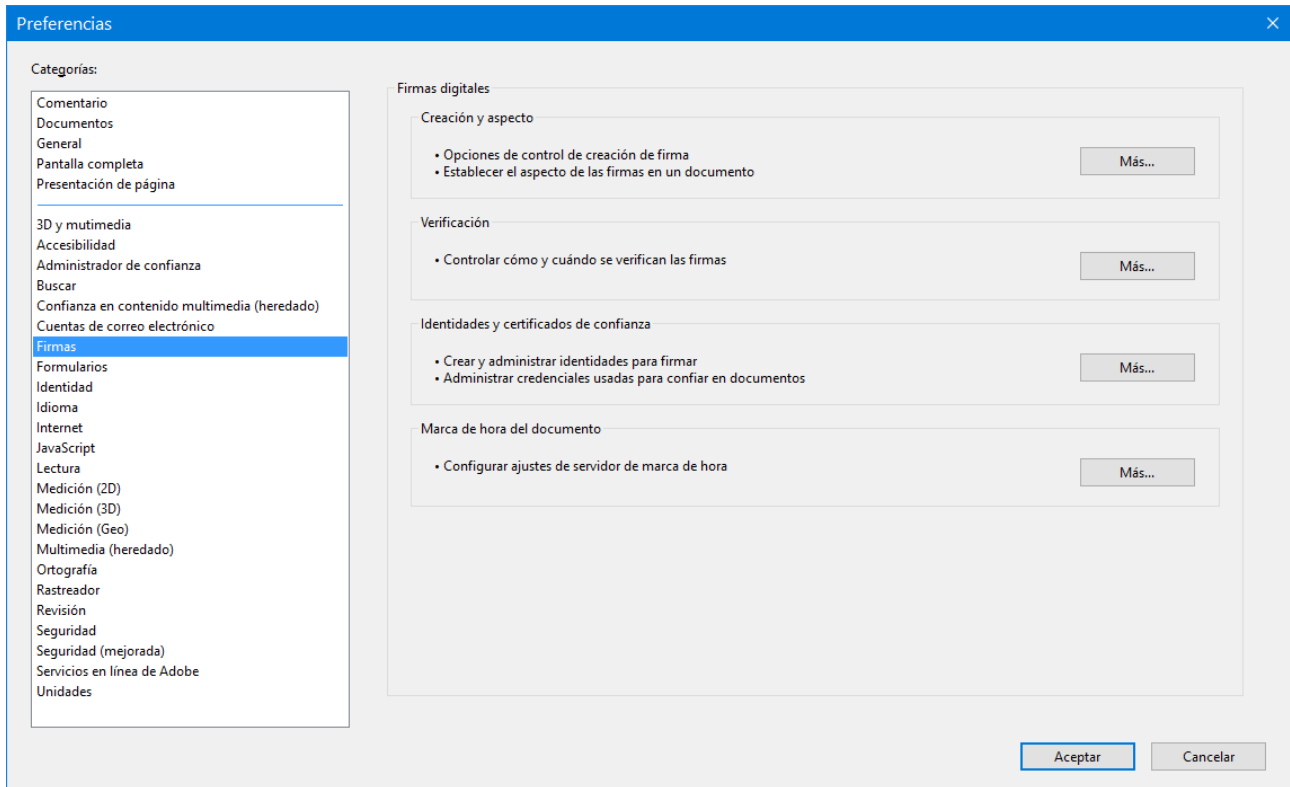 Preferencias
Categorías:
Comentario
Documentos
General
Pantalla completa
Presentación de página
3D y mutimedia
Accesibilidad
Administrador de confianza
Buscar
Confianza en contenido multimedia (heredado)
Cuentas de correo electrónico
Firmas
Formularios
Identidad
Idioma
Internet
JavaScript
Lectura
Medición (2D)
Medición (3D)
Medición (Geo)
Multimedia (heredado)
Ortografía
Rastreador
Revisión
Seguridad
Seguridad (mejorada)
Servicios en línea de Adobe
Unidades
Firmas digitales
Creación y aspecto
• Opciones de control de creación de firma
• Establecer el aspecto de las firmas en un documento
Más...
Verificación
• Controlar cómo y cuándo se verifican las firmas
Más...
Identidades y certificados de confianza
• Crear y administrar identidades para firmar
• Administrar credenciales usadas para confiar en documentos
Más...
Marca de hora del documento
• Configurar ajustes de servidor de marca de hora
Más...
Aceptar
Cancelar